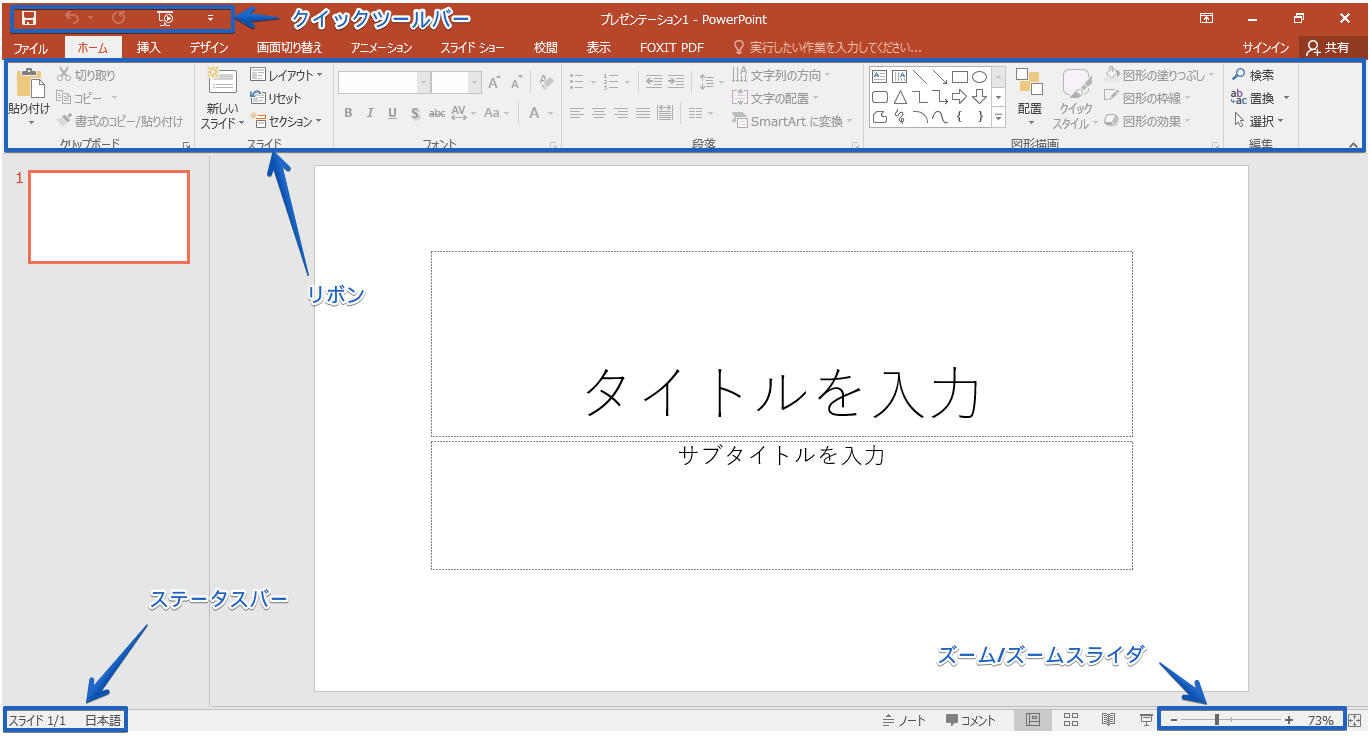 クイックツールバー
プレゼンテーション1 - PowerPoint
ファイル ホーム 挿入 デザイン 画面切り替え アニメーション スライド ショー 校閲 表示 FOXIT PDF 実行したい作業を入力してください... サインイン 共有
切り取り レイアウト 文字列の方向 図形の塗りつぶし 検索
貼り付け コピー 新しい リセット B I U S abc AV Aa A 文字の配置 配置 クイック 図形の枠線 置換
書式のコピー/貼り付け スライド セクション SmartArt に変換 スタイル 図形の効果 選択
クリップボード スライド フォント 段落 図形描画 編集
1
リボン
タイトルを入力
サブタイトルを入力
ステータスバー
ズーム/ズームスライダ
スライド 1/1 日本語 ノート コメント 73%